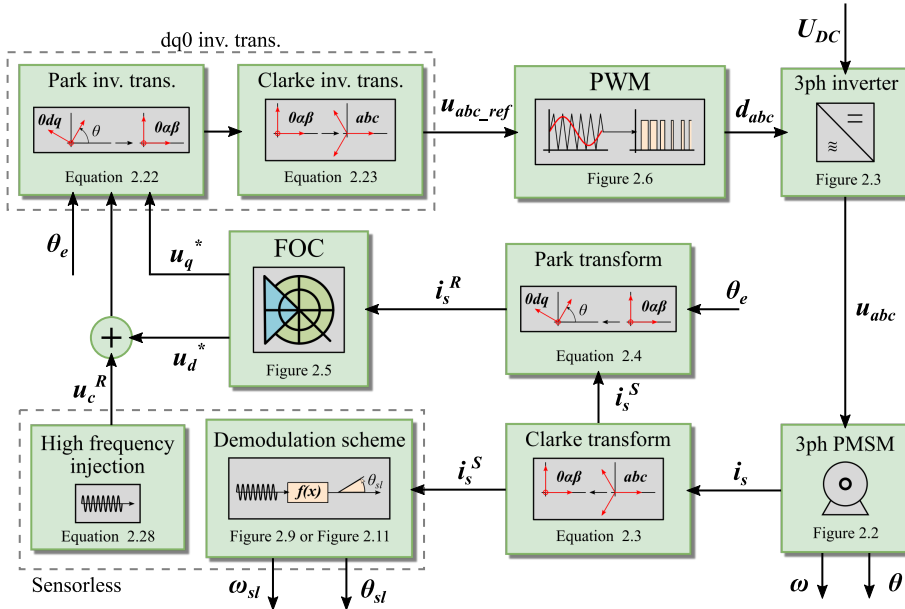 dq0 inv. trans.
Park inv. trans.
0dq
θ
0αβ
Equation 2.22
Clarke inv. trans.
0αβ
abc
Equation 2.23
u_abc_ref
PWM
Figure 2.6
d_abc
U_DC
3ph inverter
=
≋
Figure 2.3
θ_e
u_q*
FOC
Figure 2.5
i_s^R
Park transform
0dq
θ
0αβ
Equation 2.4
θ_e
u_abc
+
u_d*
u_c^R
i_s^S
High frequency
injection
Equation 2.28
Demodulation scheme
f(x)
θ_sl
Figure 2.9 or Figure 2.11
i_s^S
Clarke transform
0αβ
abc
Equation 2.3
i_s
3ph PMSM
Figure 2.2
Sensorless
ω_sl
θ_sl
ω
θ